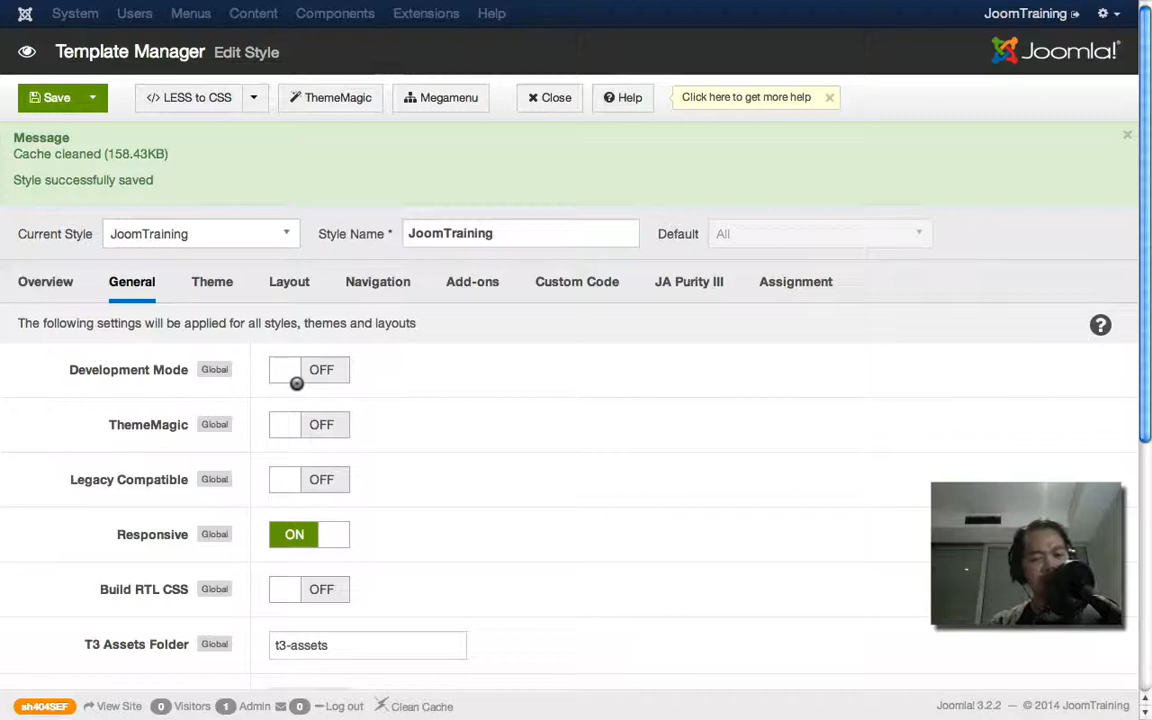 System Users Menus Content Components Extensions Help JoomTraining
Template Manager Edit Style Joomla!
Save LESS to CSS ThemeMagic Megamenu Close Help Click here to get more help ×
Message ×
Cache cleaned (158.43KB)
Style successfully saved
Current Style JoomTraining Style Name * JoomTraining Default All
Overview General Theme Layout Navigation Add-ons Custom Code JA Purity III Assignment
The following settings will be applied for all styles, themes and layouts ?
Development Mode Global OFF
ThemeMagic Global OFF
Legacy Compatible Global OFF
Responsive Global ON
Build RTL CSS Global OFF
T3 Assets Folder Global t3-assets
sh404SEF View Site 0 Visitors 1 Admin 0 Log out Clean Cache Joomla! 3.2.2 — © 2014 JoomTraining